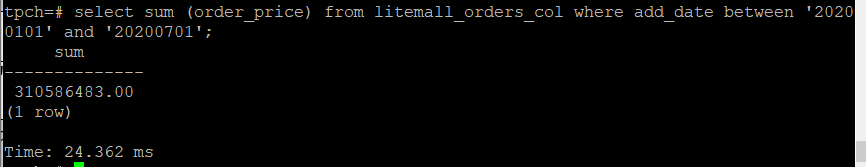 tpch=# select sum (order_price) from litemall_orders_col where add_date between '2020
0101' and '20200701';
sum
--------------
310586483.00
(1 row)
Time: 24.362 ms